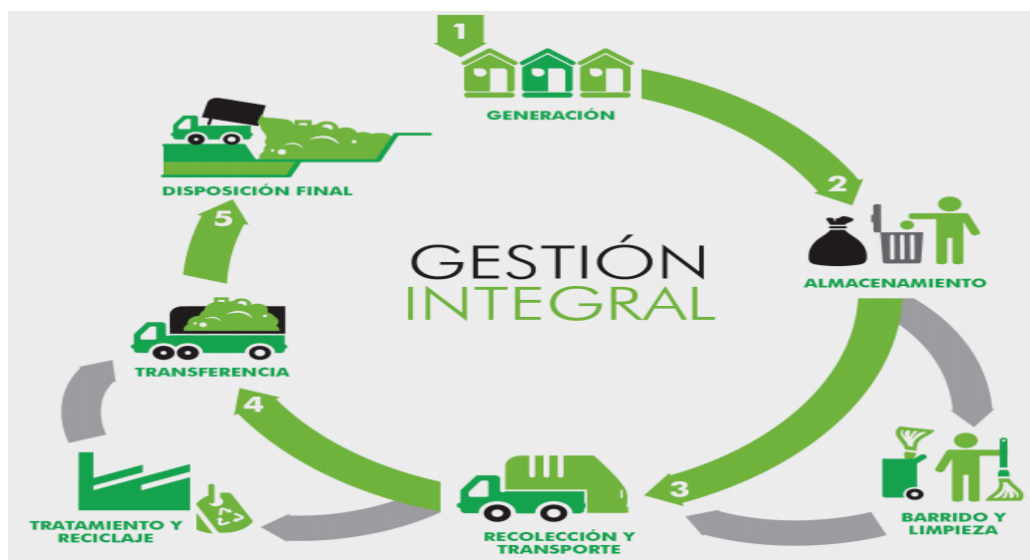 1
GENERACIÓN
2
ALMACENAMIENTO
BARRIDO Y
LIMPIEZA
3
RECOLECCIÓN Y
TRANSPORTE
TRATAMIENTO Y
RECICLAJE
4
TRANSFERENCIA
5
DISPOSICIÓN FINAL
GESTIÓN
INTEGRAL